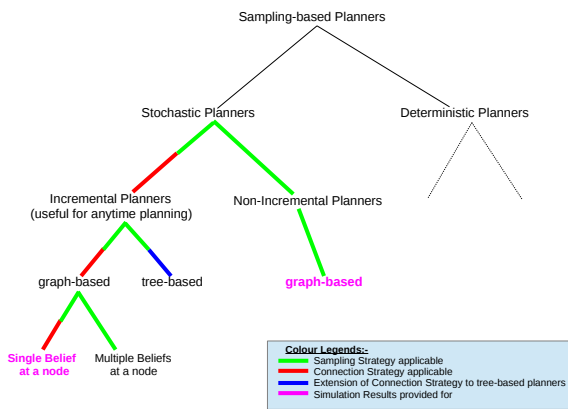 Sampling-based Planners
Stochastic Planners
Deterministic Planners
Incremental Planners
(useful for anytime planning)
Non-Incremental Planners
graph-based
tree-based
graph-based
Single Belief
at a node
Multiple Beliefs
at a node
Colour Legends:-
Sampling Strategy applicable
Connection Strategy applicable
Extension of Connection Strategy to tree-based planners
Simulation Results provided for